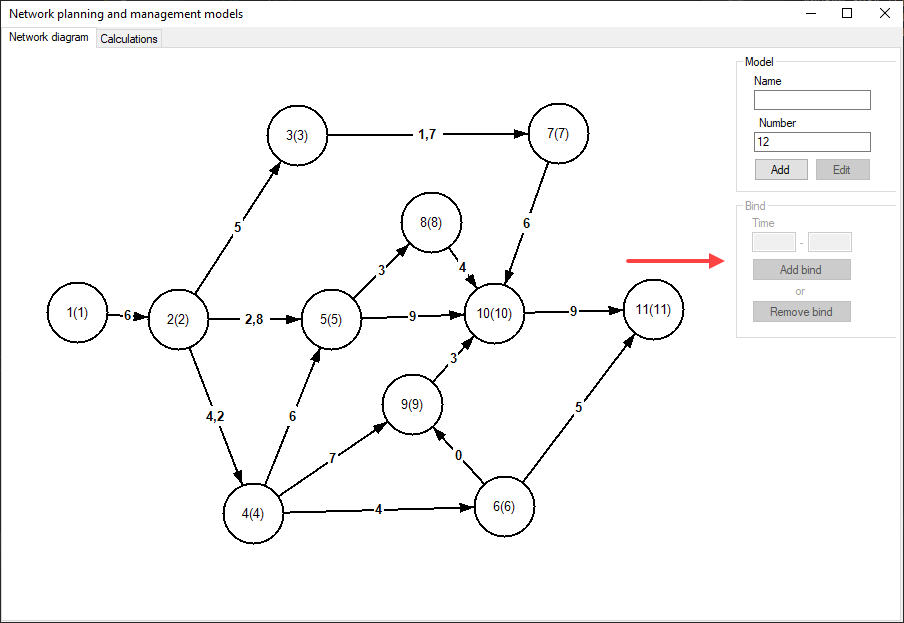 Network planning and management models
Network diagram
Calculations
Model
Name
Number
12
Add
Edit
Bind
Time
-
Add bind
or
Remove bind
3(3)
1,7
7(7)
5
8(8)
6
3
4
1(1)
6
2(2)
2,8
5(5)
9
10(10)
9
11(11)
3
4,2
6
9(9)
5
7
0
4(4)
4
6(6)